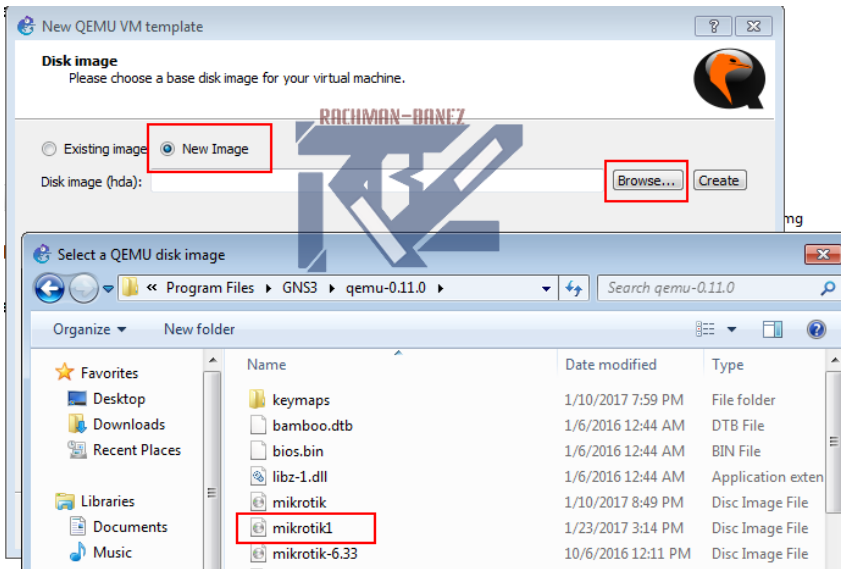 New QEMU VM template
Disk image
Please choose a base disk image for your virtual machine.
RACHMAN-BANEZ
Existing image New Image
Disk image (hda): Browse... Create
mg
Select a QEMU disk image
« Program Files GNS3 qemu-0.11.0 Search qemu-0.11.0
Organize New folder
Favorites
Desktop
Downloads
Recent Places
Libraries
Documents
Music
Name Date modified Type
keymaps 1/10/2017 7:59 PM File folder
bamboo.dtb 1/6/2016 12:44 AM DTB File
bios.bin 1/6/2016 12:44 AM BIN File
libz-1.dll 1/6/2016 12:44 AM Application exten
mikrotik 1/10/2017 8:49 PM Disc Image File
mikrotik1 1/23/2017 3:14 PM Disc Image File
mikrotik-6.33 10/6/2016 12:11 PM Disc Image File